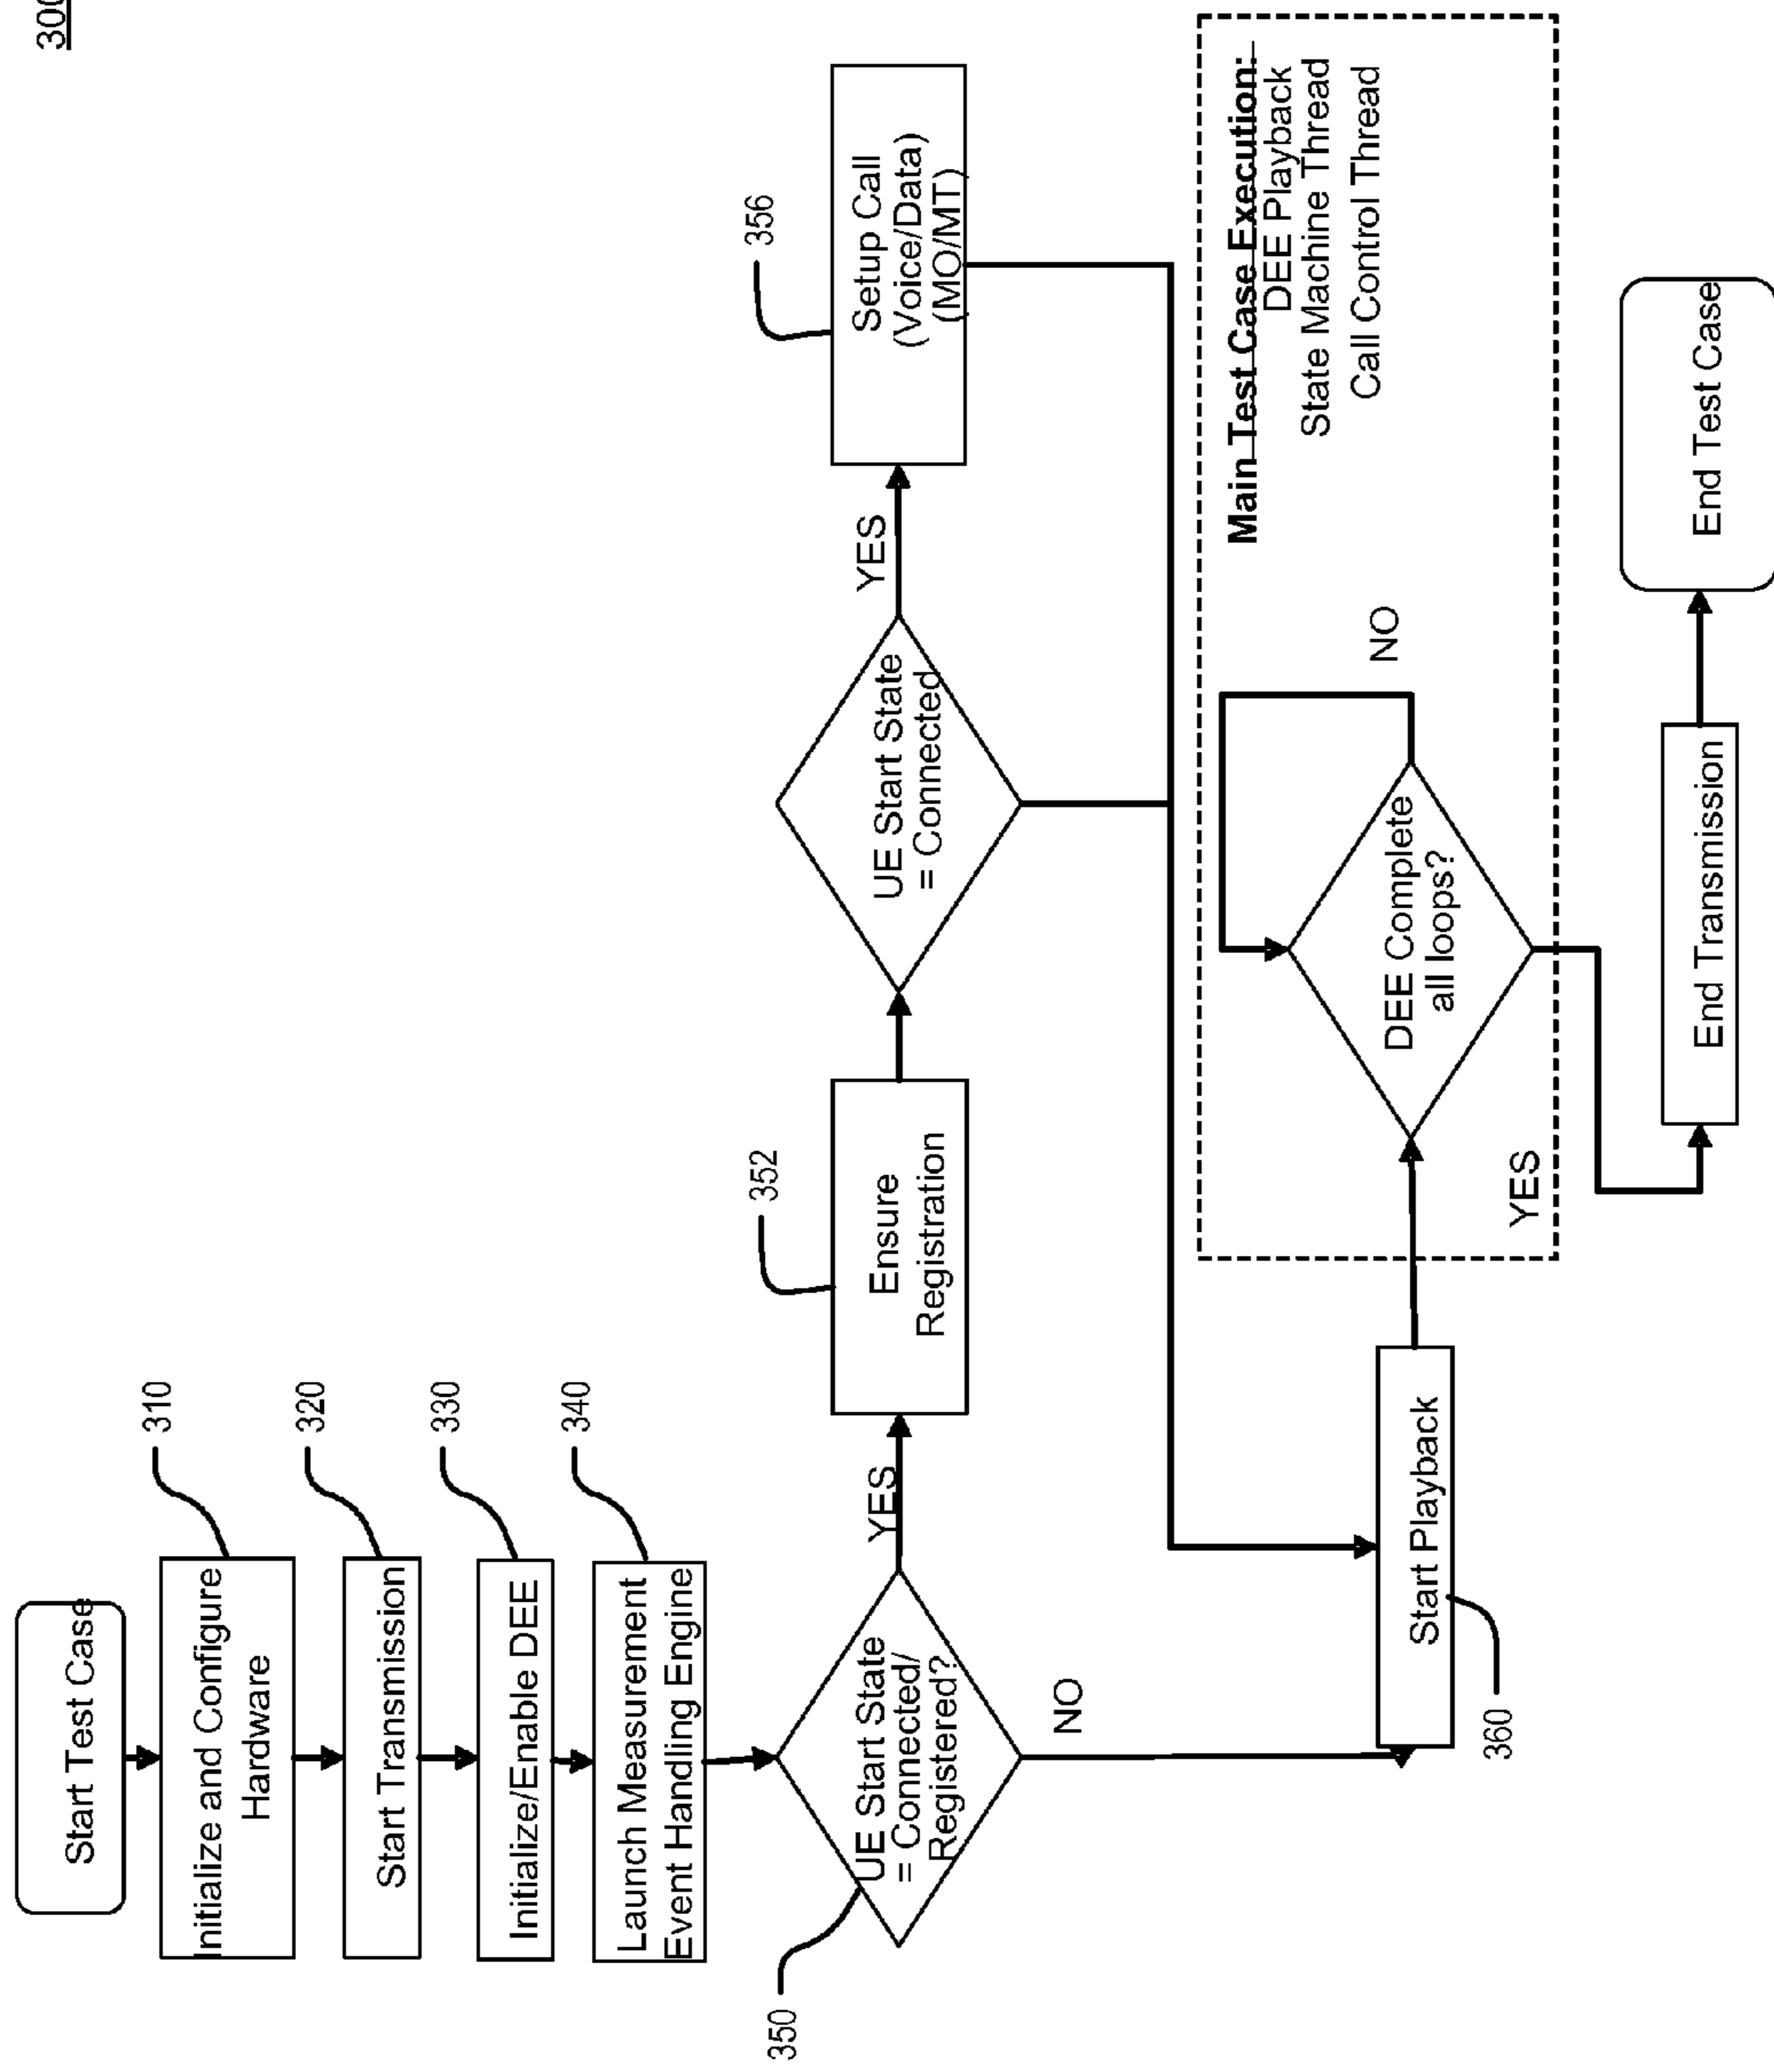 300
Start Test Case
310
Initialize and Configure
Hardware
320
Start Transmission
330
Initialize/Enable DEE
340
Launch Measurement
Event Handling Engine
350
UE Start State
= Connected/
Registered?
YES
NO
352
Ensure
Registration
UE Start State
= Connected
YES
356
Setup Call
(Voice/Data)
(MO/MT)
360
Start Playback
DEE Complete
all loops?
NO
YES
Main Test Case Execution:
DEE Playback
State Machine Thread
Call Control Thread
End Transmission
End Test Case